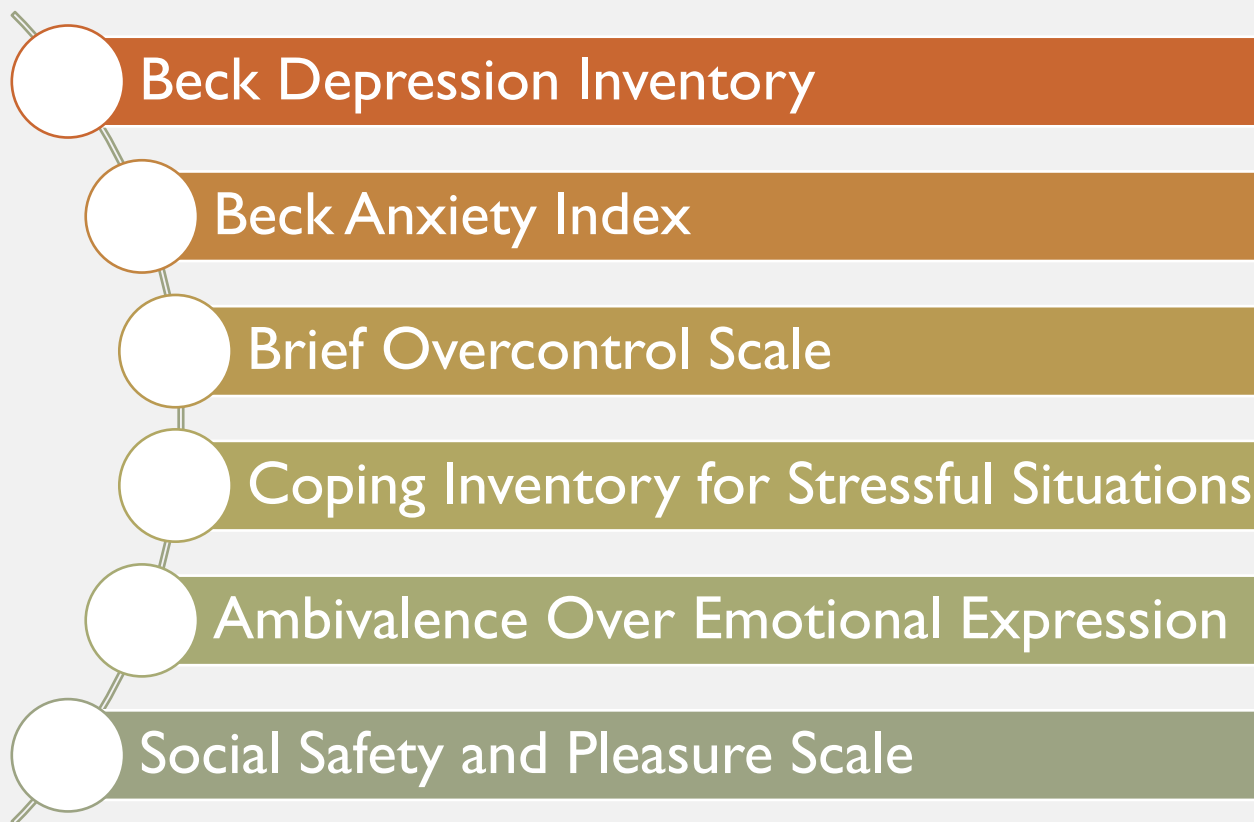 Beck Depression Inventory
Beck Anxiety Index
Brief Overcontrol Scale
Coping Inventory for Stressful Situations
Ambivalence Over Emotional Expression
Social Safety and Pleasure Scale